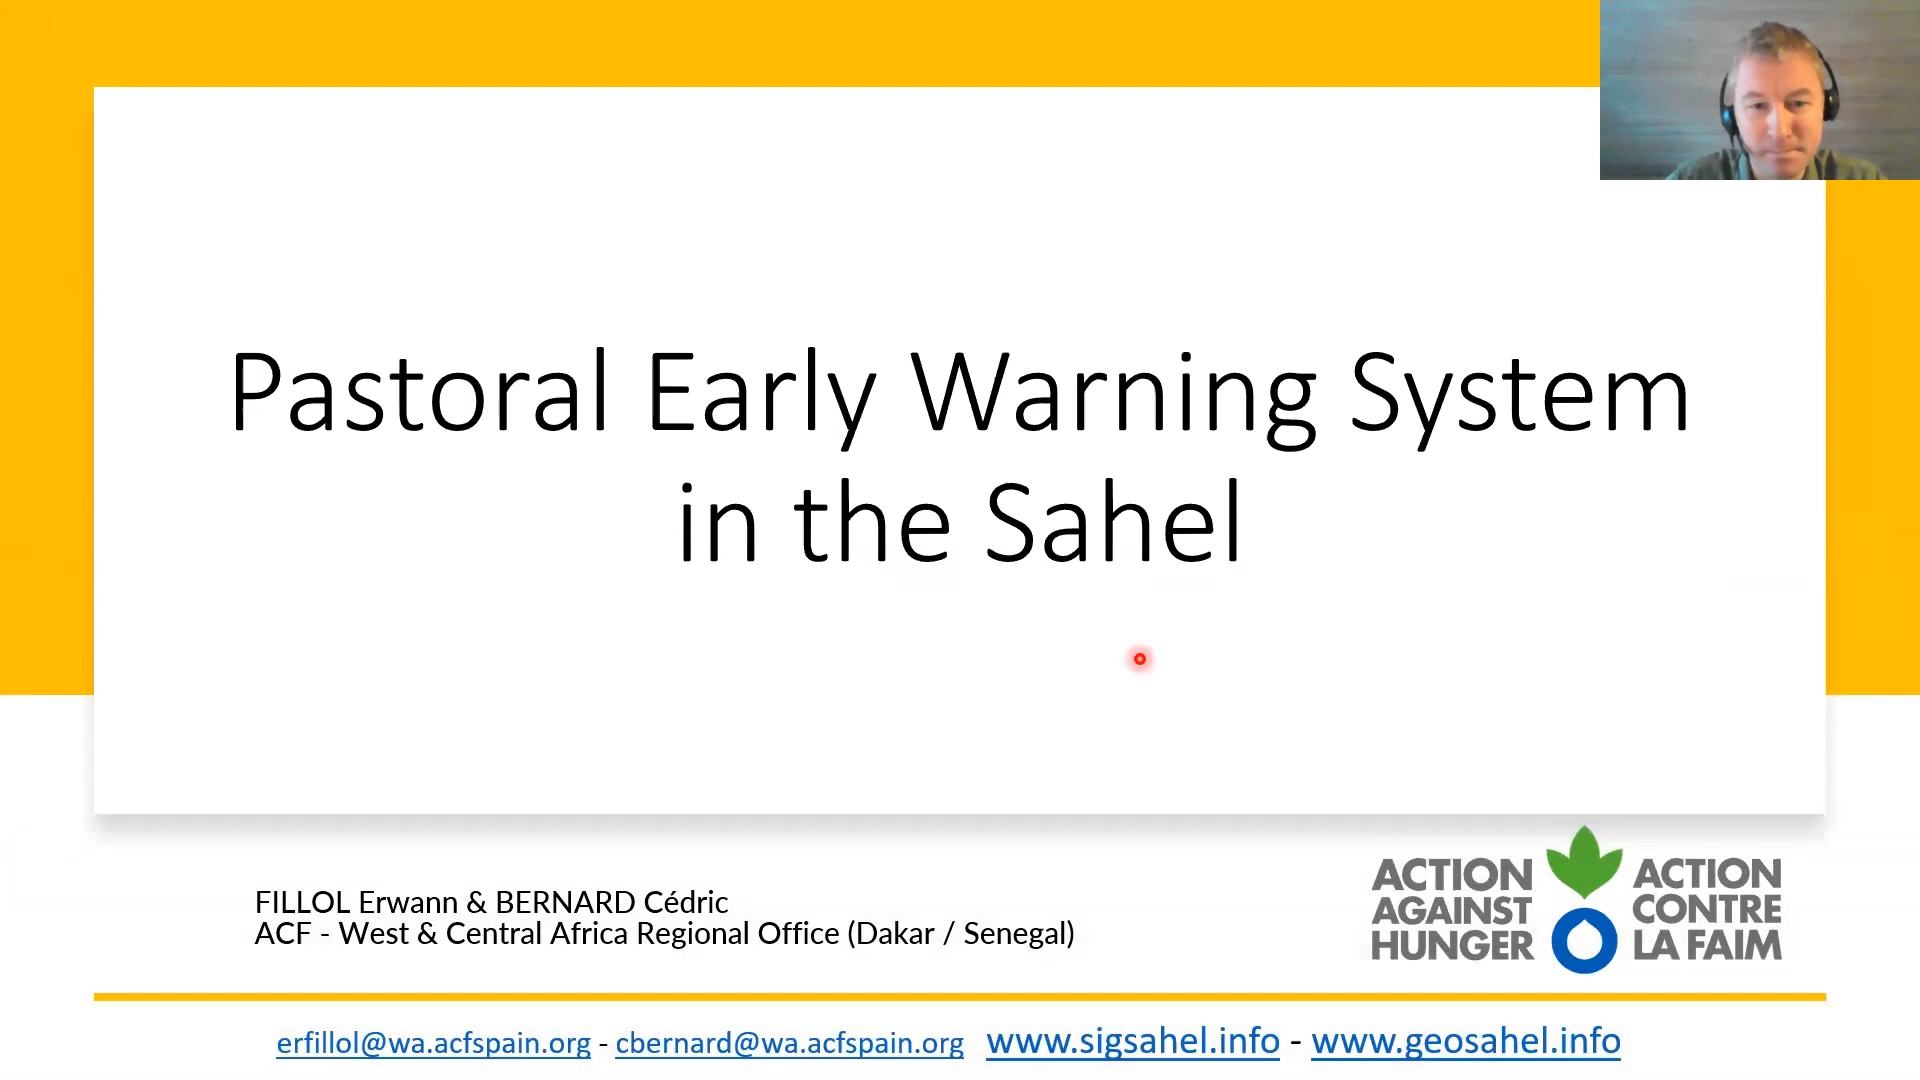 Pastoral Early Warning System
in the Sahel
FILLOL Erwann & BERNARD Cédric
ACF - West & Central Africa Regional Office (Dakar / Senegal)
ACTION
AGAINST
HUNGER
ACTION
CONTRE
LA FAIM
erfillol@wa.acfspain.org - cbernard@wa.acfspain.org www.sigsahel.info - www.geosahel.info